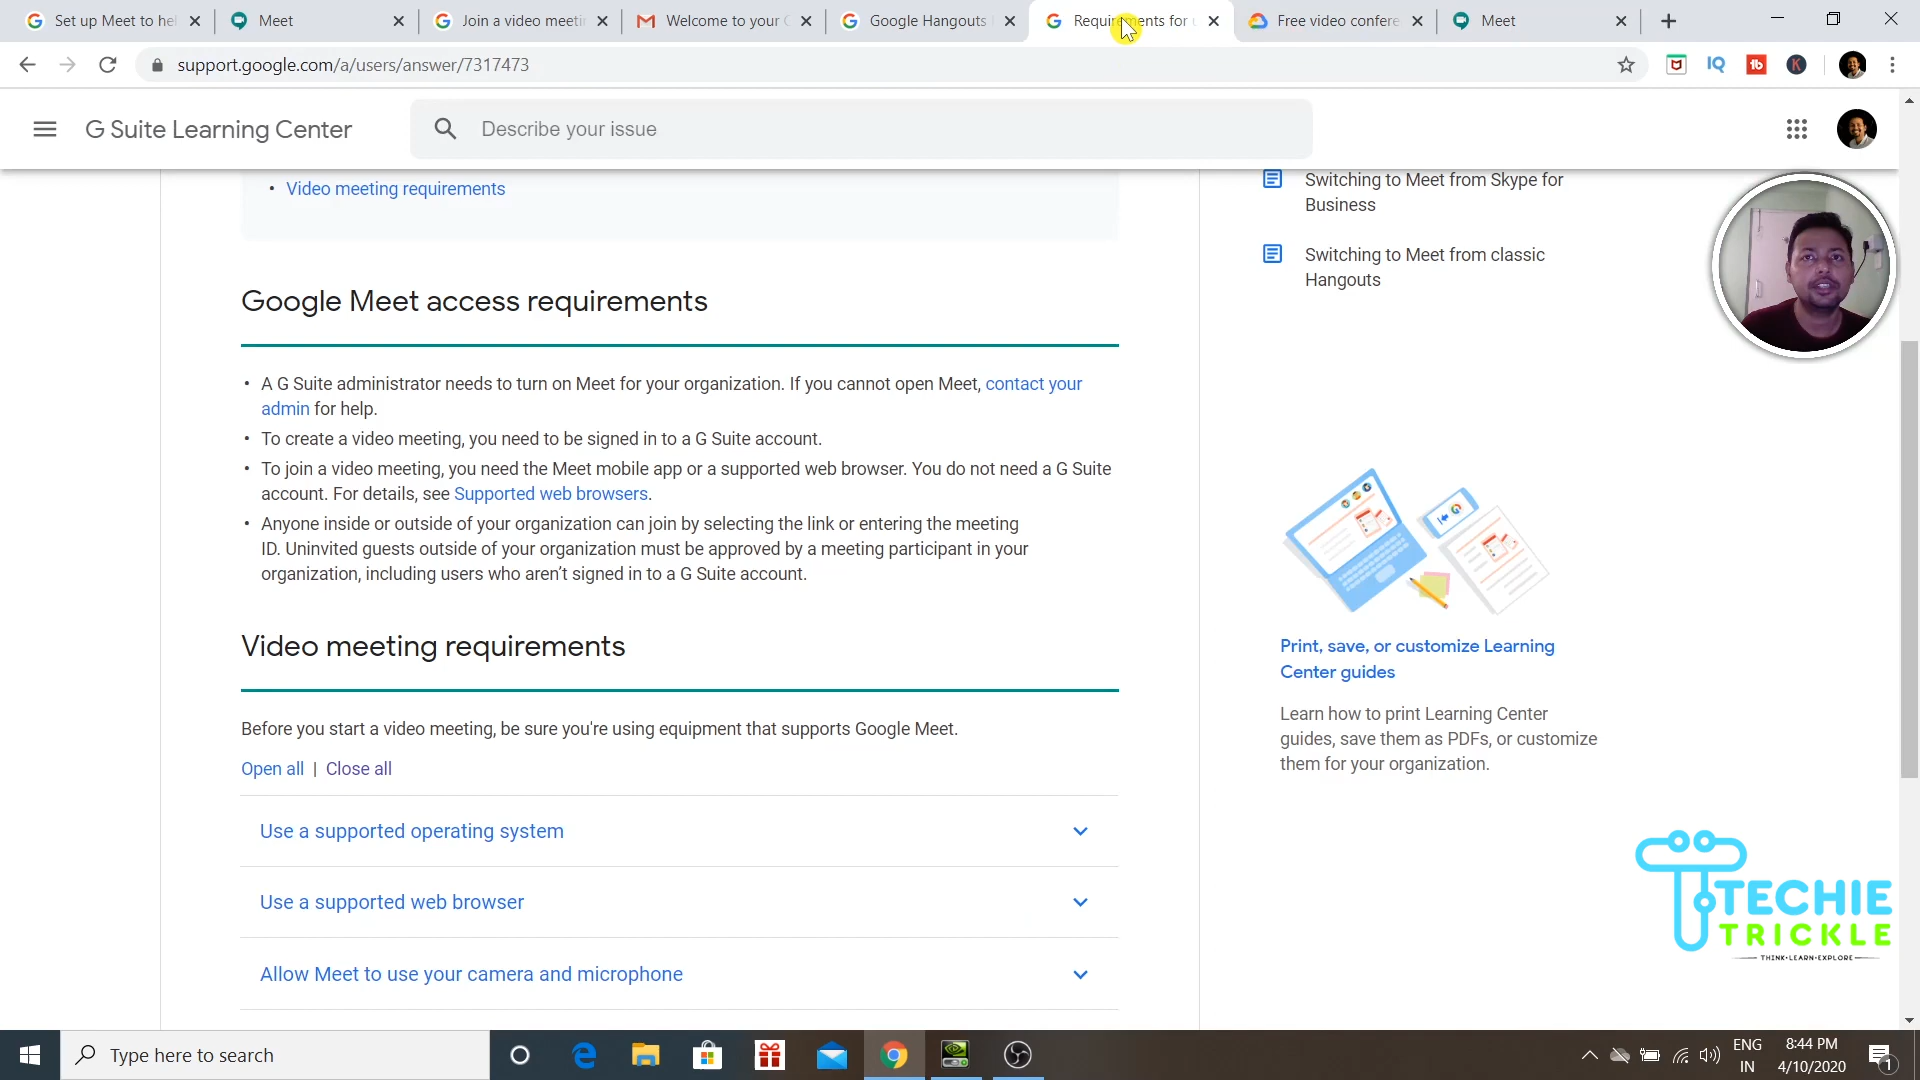 Set up Meet to hel
Meet
Join a video meetin
Welcome to your G
Google Hangouts
Requirements for u
Free video confere
Meet
support.google.com/a/users/answer/7317473
G Suite Learning Center
Describe your issue
• Video meeting requirements
Switching to Meet from Skype for
Business
Switching to Meet from classic
Hangouts
Google Meet access requirements
• A G Suite administrator needs to turn on Meet for your organization. If you cannot open Meet, contact your
admin for help.
• To create a video meeting, you need to be signed in to a G Suite account.
• To join a video meeting, you need the Meet mobile app or a supported web browser. You do not need a G Suite
account. For details, see Supported web browsers.
• Anyone inside or outside of your organization can join by selecting the link or entering the meeting
ID. Uninvited guests outside of your organization must be approved by a meeting participant in your
organization, including users who aren't signed in to a G Suite account.
Video meeting requirements
Before you start a video meeting, be sure you're using equipment that supports Google Meet.
Open all | Close all
Use a supported operating system
Use a supported web browser
Allow Meet to use your camera and microphone
Print, save, or customize Learning
Center guides
Learn how to print Learning Center
guides, save them as PDFs, or customize
them for your organization.
TECHIE
TRICKLE
THINK•LEARN•EXPLORE
Type here to search
ENG
IN
8:44 PM
4/10/2020
1